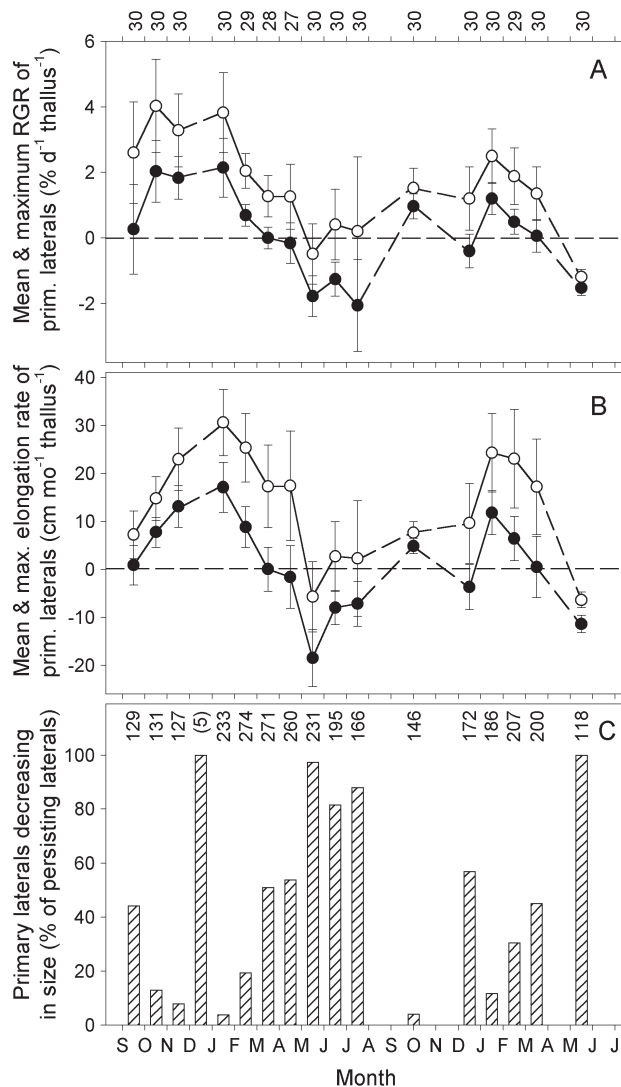 30 30 30 30 29 28 27 30 30 30 30 30 30 29 30 30
A
Mean & maximum RGR of
prim. laterals (% d⁻¹ thallus⁻¹)
6
4
2
0
-2
B
Mean & max. elongation rate of
prim. laterals (cm mo⁻¹ thallus⁻¹)
40
30
20
10
0
-10
-20
129 131 127 (5) 233 274 271 260 231 195 166 146 172 186 207 200 118
C
Primary laterals decreasing
in size (% of persisting laterals)
100
80
60
40
20
0
S O N D J F M A M J J A S O N D J F M A M J J
Month